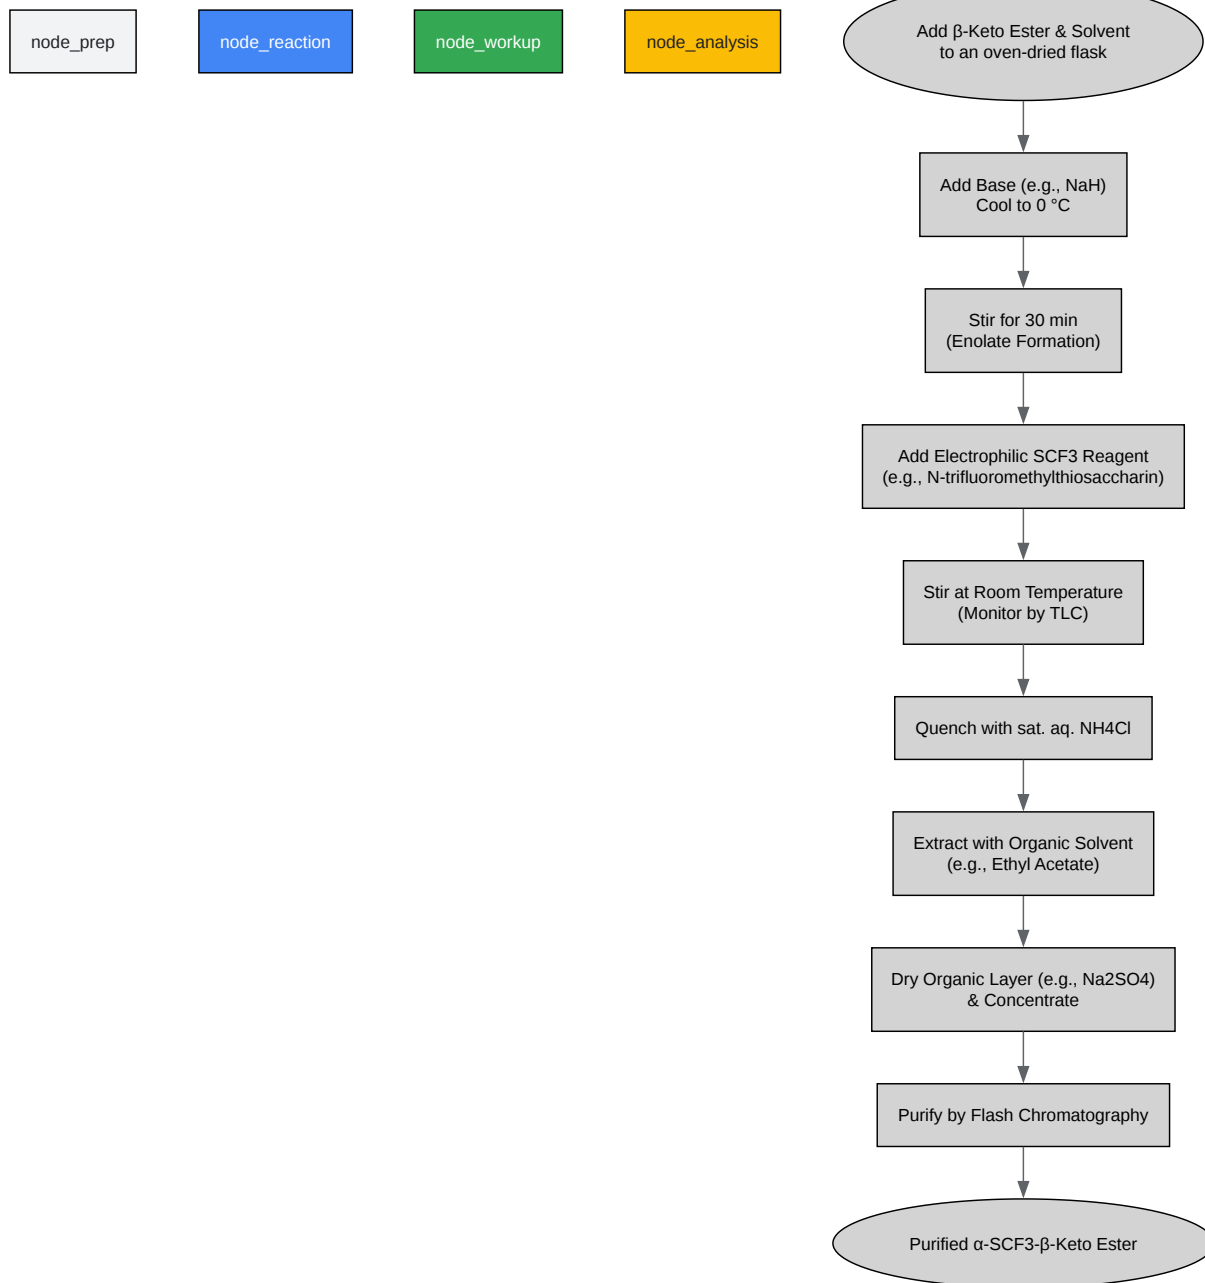 node_prep
node_reaction
node_workup
node_analysis
Add β-Keto Ester & Solvent
to an oven-dried flask
Add Base (e.g., NaH)
Cool to 0 °C
Stir for 30 min
(Enolate Formation)
Add Electrophilic SCF3 Reagent
(e.g., N-trifluoromethylthiosaccharin)
Stir at Room Temperature
(Monitor by TLC)
Quench with sat. aq. NH4Cl
Extract with Organic Solvent
(e.g., Ethyl Acetate)
Dry Organic Layer (e.g., Na2SO4)
& Concentrate
Purify by Flash Chromatography
Purified α-SCF3-β-Keto Ester